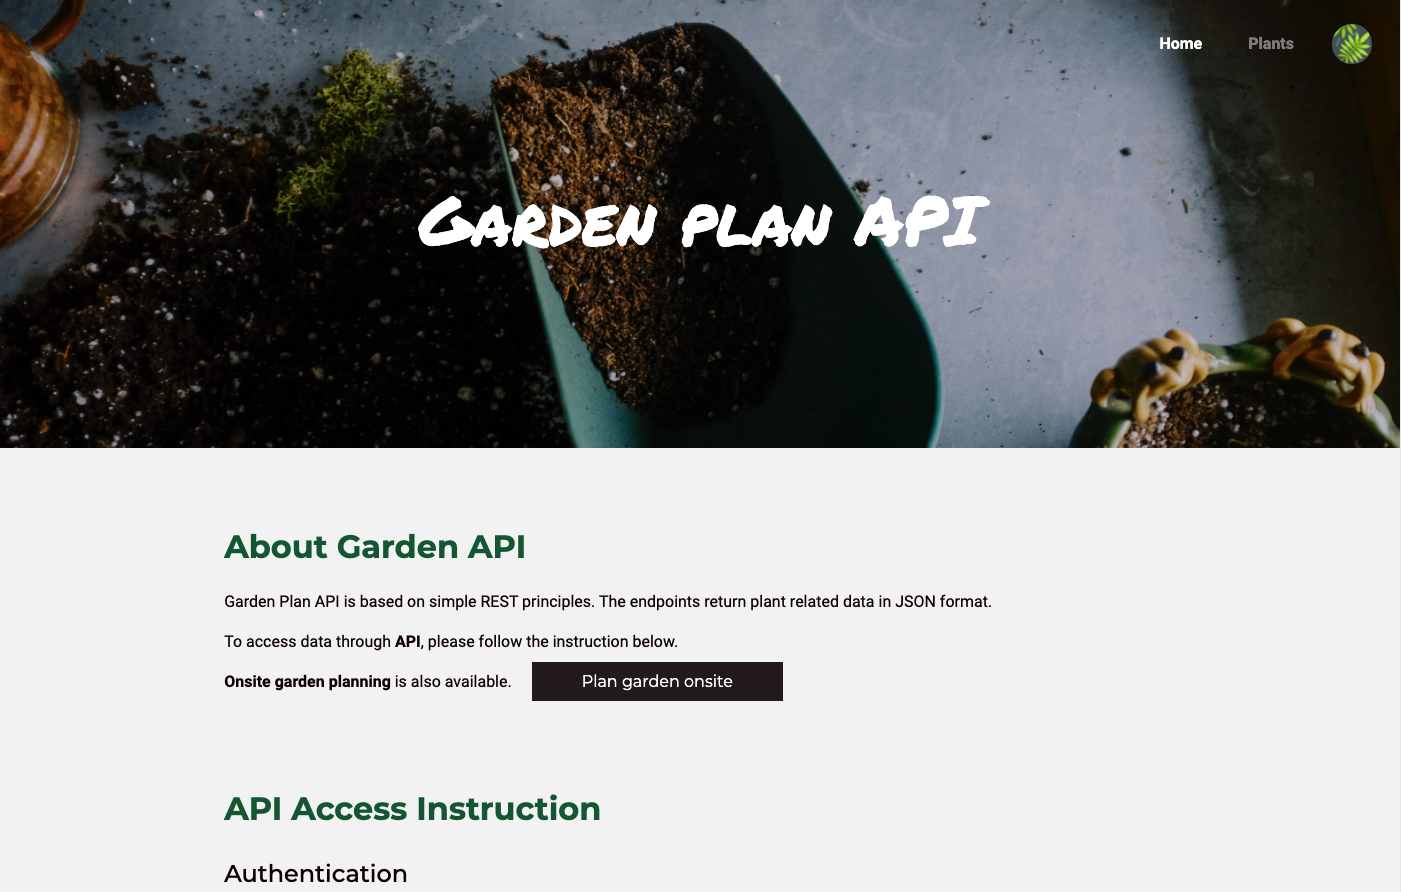 Home Plants
Garden plan API
About Garden API
Garden Plan API is based on simple REST principles. The endpoints return plant related data in JSON format.
To access data through API, please follow the instruction below.
Onsite garden planning is also available. Plan garden onsite
API Access Instruction
Authentication